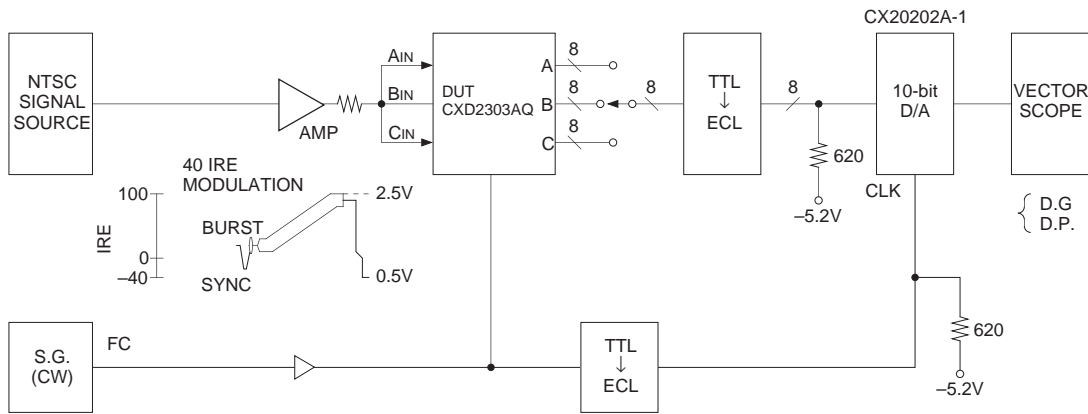 CX20202A-1
NTSC
SIGNAL
SOURCE
AMP
AIN
BIN
CIN
DUT
CXD2303AQ
A
B
C
8
8
8
8
TTL
↓
ECL
8
10-bit
D/A
VECTOR
SCOPE
620
–5.2V
CLK
D.G
D.P.
40 IRE
MODULATION
100
2.5V
BURST
IRE
0
–40
0.5V
SYNC
S.G.
(CW)
FC
TTL
↓
ECL
620
–5.2V